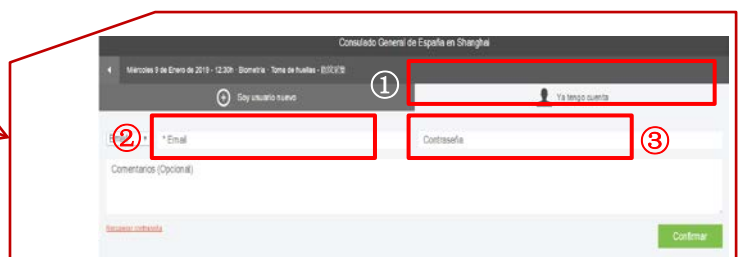 Consulado General de España en Shanghai
Miércoles 9 de Enero de 2019 - 12:30h · Biometría · Toma de huellas -
①
Soy usuario nuevo
Ya tengo cuenta
②
* Email
Contraseña
③
Comentarios (Opcional)
Recuperar contraseña
Confirmar